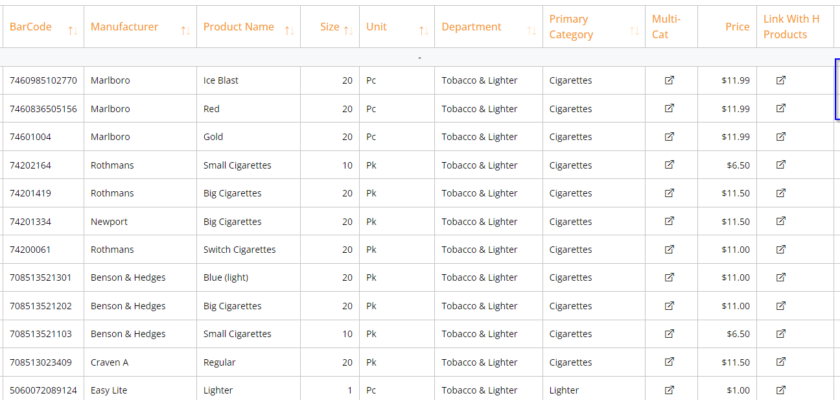 BarCode Manufacturer Product Name Size Unit Department Primary Category Multi-Cat Price Link With H Products
-
7460985102770 Marlboro Ice Blast 20 Pc Tobacco & Lighter Cigarettes $11.99
7460836505156 Marlboro Red 20 Pc Tobacco & Lighter Cigarettes $11.99
74601004 Marlboro Gold 20 Pc Tobacco & Lighter Cigarettes $11.99
74202164 Rothmans Small Cigarettes 10 Pk Tobacco & Lighter Cigarettes $6.50
74201419 Rothmans Big Cigarettes 20 Pk Tobacco & Lighter Cigarettes $11.50
74201334 Newport Big Cigarettes 20 Pk Tobacco & Lighter Cigarettes $11.50
74200061 Rothmans Switch Cigarettes 20 Pk Tobacco & Lighter Cigarettes $11.00
708513521301 Benson & Hedges Blue (light) 20 Pk Tobacco & Lighter Cigarettes $11.00
708513521202 Benson & Hedges Big Cigarettes 20 Pk Tobacco & Lighter Cigarettes $11.00
708513521103 Benson & Hedges Small Cigarettes 10 Pk Tobacco & Lighter Cigarettes $6.50
708513023409 Craven A Regular 20 Pk Tobacco & Lighter Cigarettes $11.50
5060072089124 Easy Lite Lighter 1 Pc Tobacco & Lighter Lighter $1.00